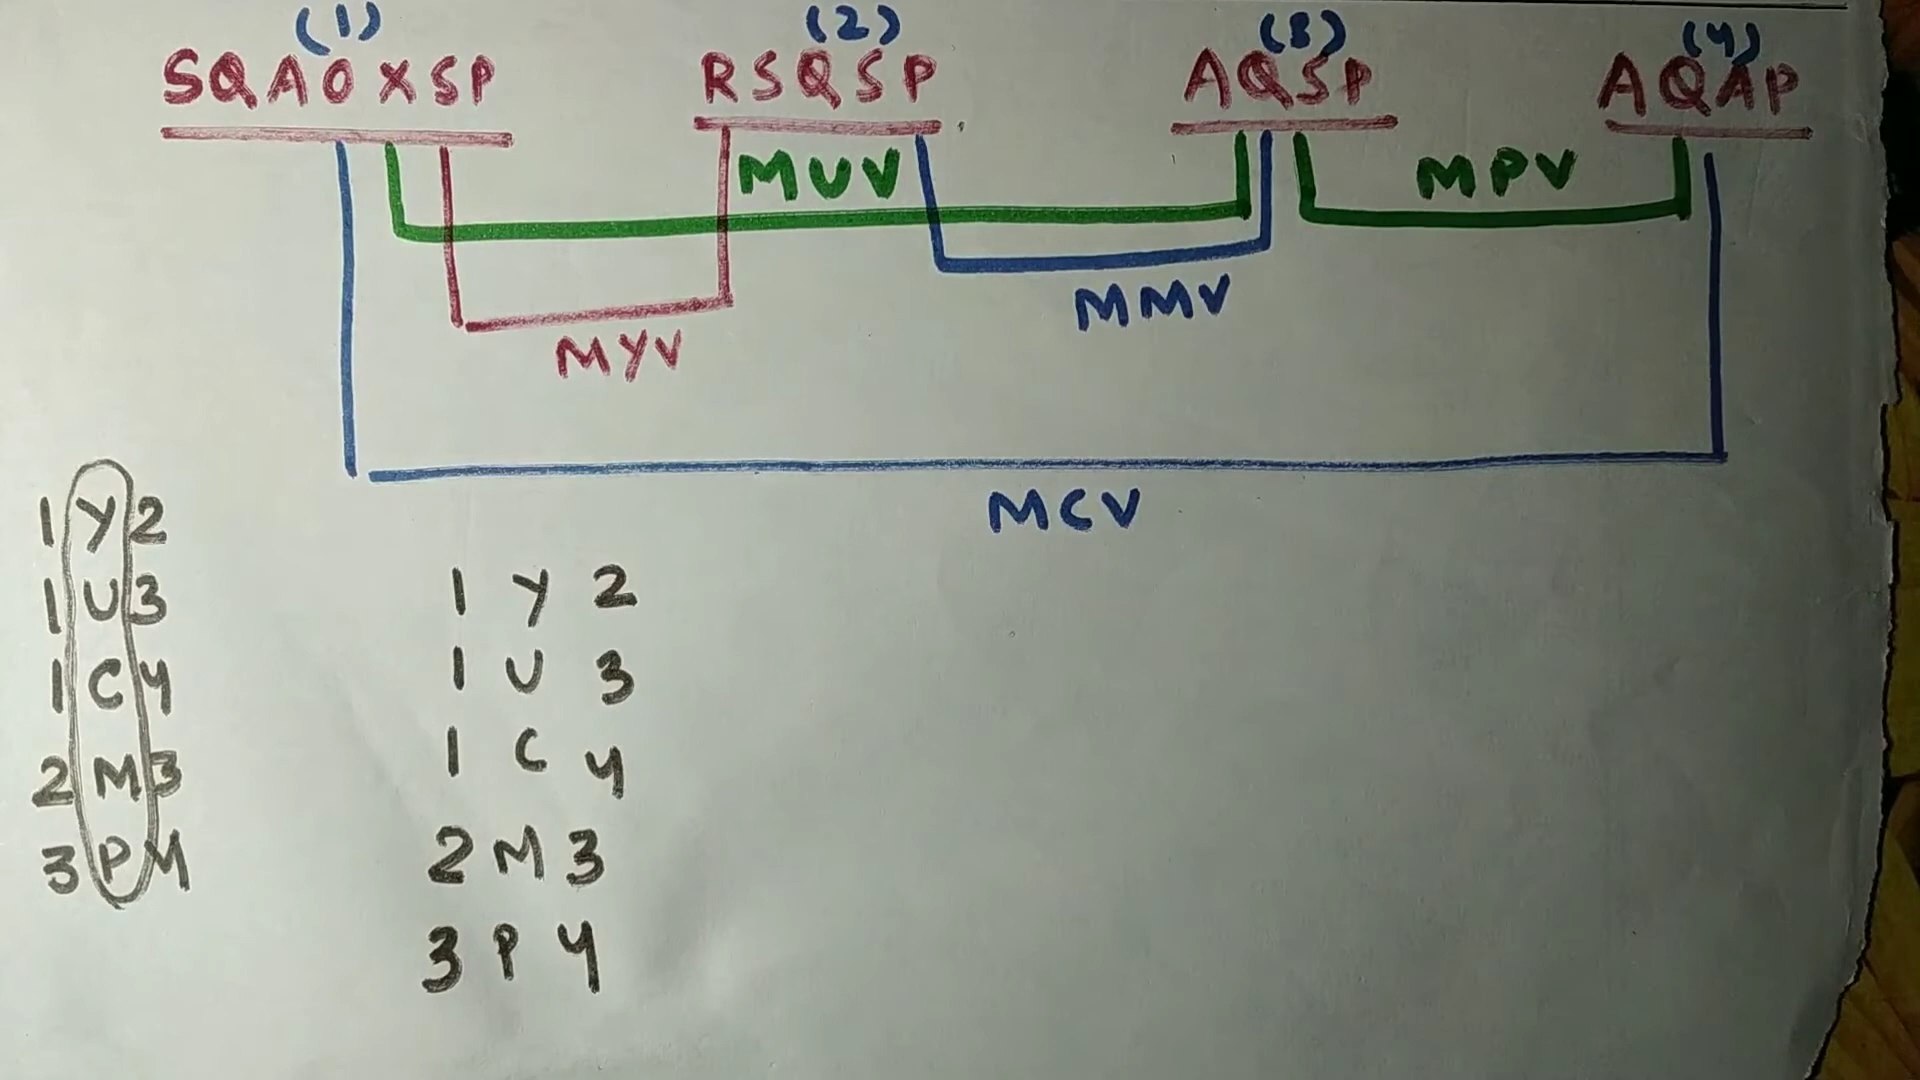 (1) (2) (3) (4)
SQAOXSP RSQSP AQSP AQAP
MUV MPV
MMV
MYV
MCV
1 Y 2
1 U 3
1 C 4
2 M 3
3 P 4
1 Y 2
1 U 3
1 C 4
2 M 3
3 P 4